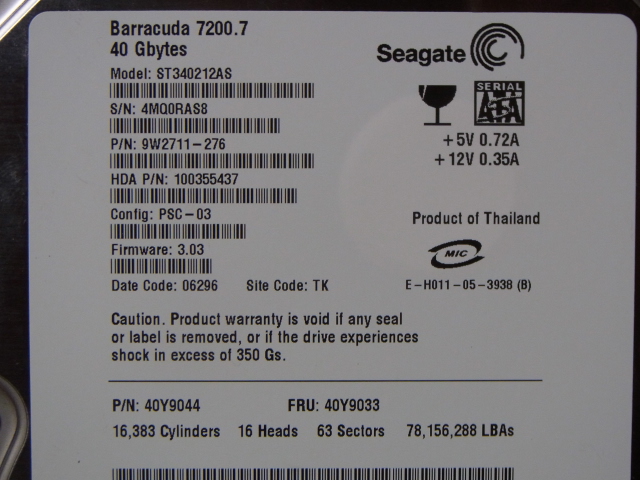 Barracuda 7200.7
40 Gbytes
Seagate
Model: ST340212AS
S/N: 4MQ0RAS8
SERIAL
ATA
P/N: 9W2711-276
+5V 0.72A
+12V 0.35A
HDA P/N: 100355437
Config: PSC-03
Product of Thailand
Firmware: 3.03
MIC
Date Code: 06296 Site Code: TK
E-H011-05-3938 (B)
Caution. Product warranty is void if any seal
or label is removed, or if the drive experiences
shock in excess of 350 Gs.
P/N: 40Y9044 FRU: 40Y9033
16,383 Cylinders 16 Heads 63 Sectors 78,156,288 LBAs